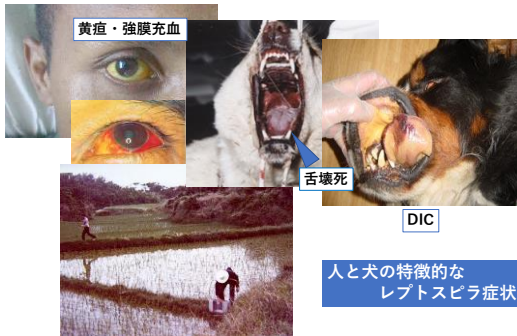 黄疸・強膜充血
舌壊死
DIC
人と犬の特徴的な
レプトスピラ症状